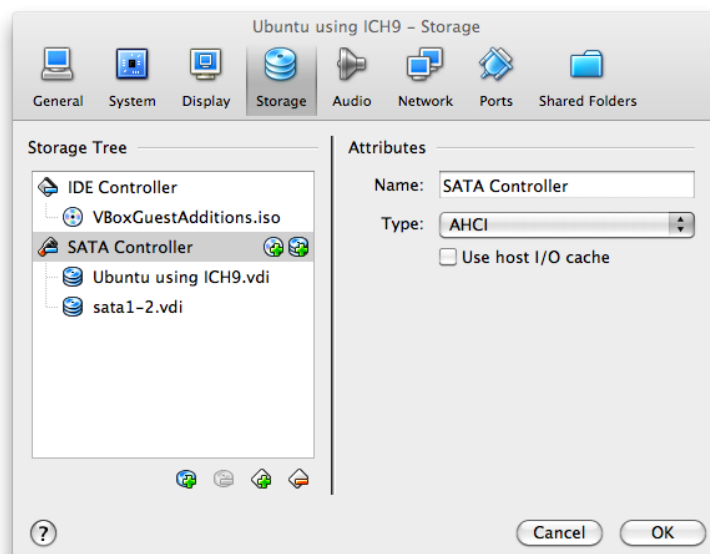 Ubuntu using ICH9 – Storage
General System Display Storage Audio Network Ports Shared Folders
Storage Tree
IDE Controller
VBoxGuestAdditions.iso
SATA Controller
Ubuntu using ICH9.vdi
sata1-2.vdi
Attributes
Name: SATA Controller
Type: AHCI
Use host I/O cache
?
Cancel OK